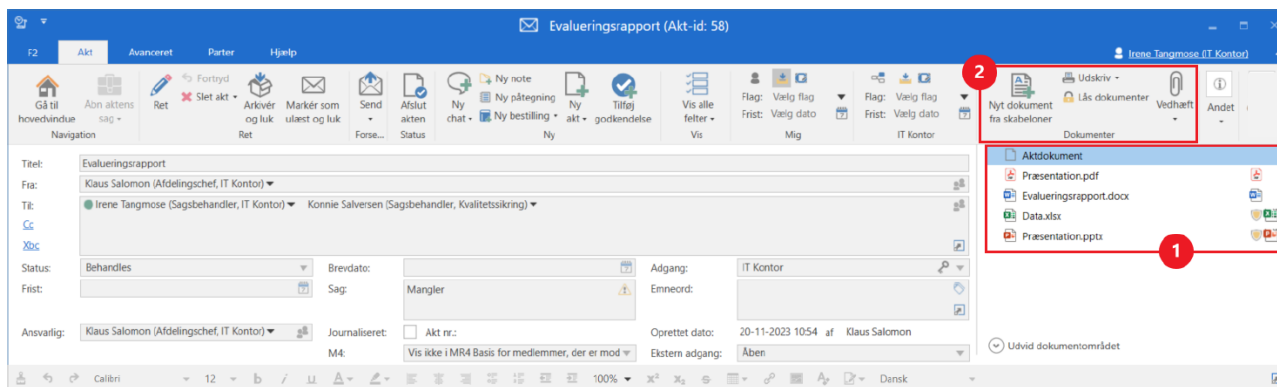 Evalueringsrapport (Akt-id: 58)
F2 Akt Avanceret Parter Hjælp Irene Tangmose (IT Kontor)
Gå til hovedvindue
Åbn aktens sag
Navigation
Ret
Fortryd
Slet akt
Arkivér og luk
Markér som ulæst og luk
Ret
Send
Forse...
Afslut akten
Status
Ny chat
Ny note
Ny påtegning
Ny bestilling
Ny akt
Tilføj godkendelse
Ny
Vis alle felter
Vis
Flag: Vælg flag
Frist: Vælg dato
Mig
Flag: Vælg flag
Frist: Vælg dato
IT Kontor
2
Nyt dokument fra skabeloner
Udskriv
Lås dokumenter
Vedhæft
Dokumenter
Andet
Titel: Evalueringsrapport
Fra: Klaus Salomon (Afdelingschef, IT Kontor)
Til: Irene Tangmose (Sagsbehandler, IT Kontor) Konnie Salversen (Sagsbehandler, Kvalitetssikring)
Cc
Xbc
Status: Behandles Brevdato: Adgang: IT Kontor
Frist: Sag: Mangler Emneord:
Ansvarlig: Klaus Salomon (Afdelingschef, IT Kontor) Journaliseret: Akt nr.: Oprettet dato: 20-11-2023 10:54 af Klaus Salomon
M4: Vis ikke i MR4 Basis for medlemmer, der er mod Ekstern adgang: Åben
Aktdokument
Præsentation.pdf
Evalueringsrapport.docx
Data.xlsx
Præsentation.pptx
1
Udvid dokumentområdet
Calibri 12 b i u 100% x² x₂ S Dansk